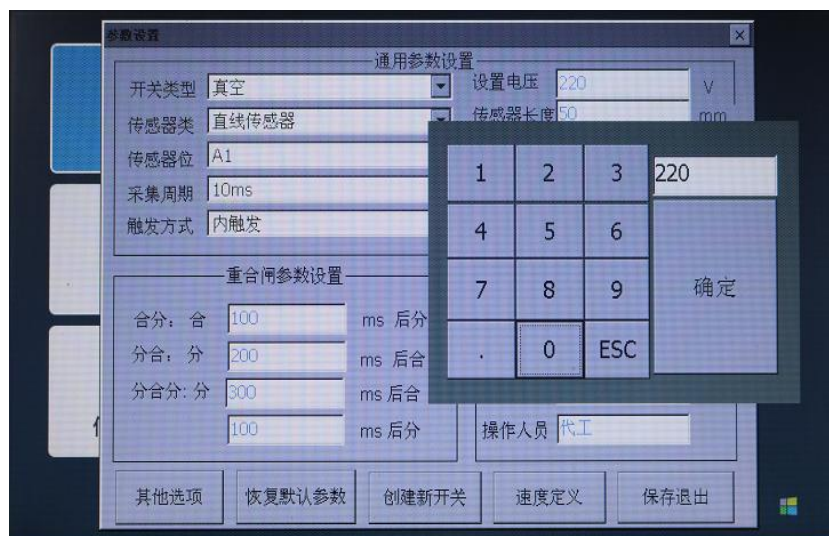 参数设置
通用参数设置
开关类型 真空
设置电压 220 V
传感器类 直线传感器
传感器长度 50 mm
传感器位 A1
采集周期 10ms
触发方式 内触发
1 2 3 220
4 5 6
7 8 9 确定
. 0 ESC
重合闸参数设置
合分: 合 100 ms 后分
分合: 分 200 ms 后合
分合分: 分 300 ms 后合
100 ms 后分
操作人员 代工
其他选项 恢复默认参数 创建新开关 速度定义 保存退出